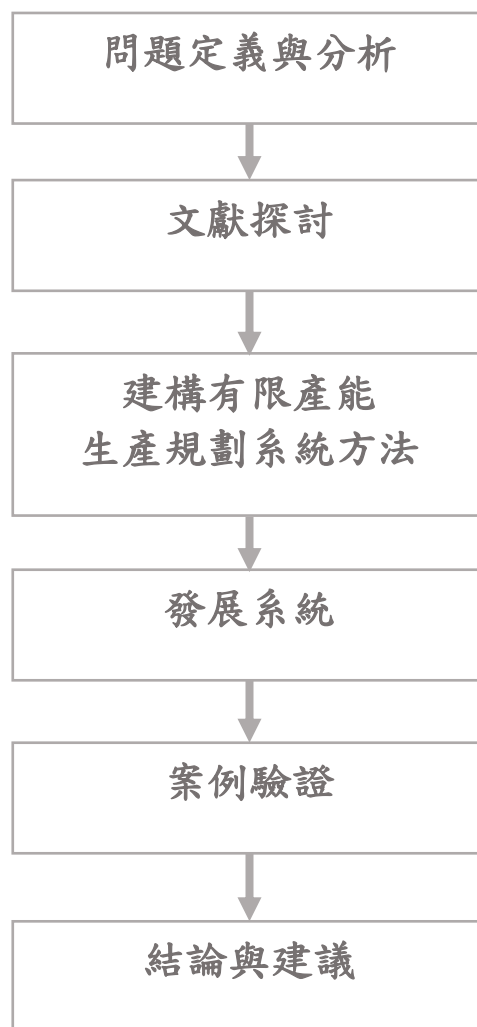 問題定義與分析
文獻探討
建構有限產能
生產規劃系統方法
發展系統
案例驗證
結論與建議